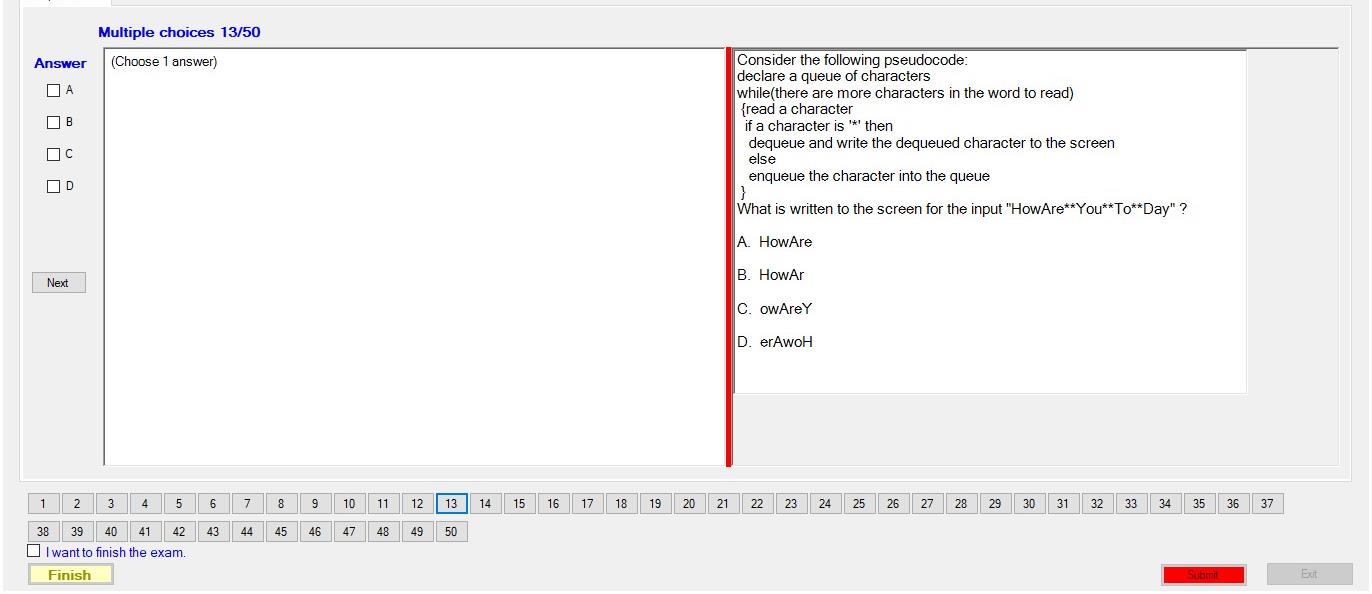 Multiple choices 13/50
Answer
A
B
C
D
Next
(Choose 1 answer)
Consider the following pseudocode:
declare a queue of characters
while(there are more characters in the word to read)
{read a character
if a character is '*' then
dequeue and write the dequeued character to the screen
else
enqueue the character into the queue
}
What is written to the screen for the input "HowAre**You**To**Day" ?
A. HowAre
B. HowAr
C. owAreY
D. erAwoH
1 2 3 4 5 6 7 8 9 10 11 12 13 14 15 16 17 18 19 20 21 22 23 24 25 26 27 28 29 30 31 32 33 34 35 36 37
38 39 40 41 42 43 44 45 46 47 48 49 50
I want to finish the exam.
Finish
Submit
Exit